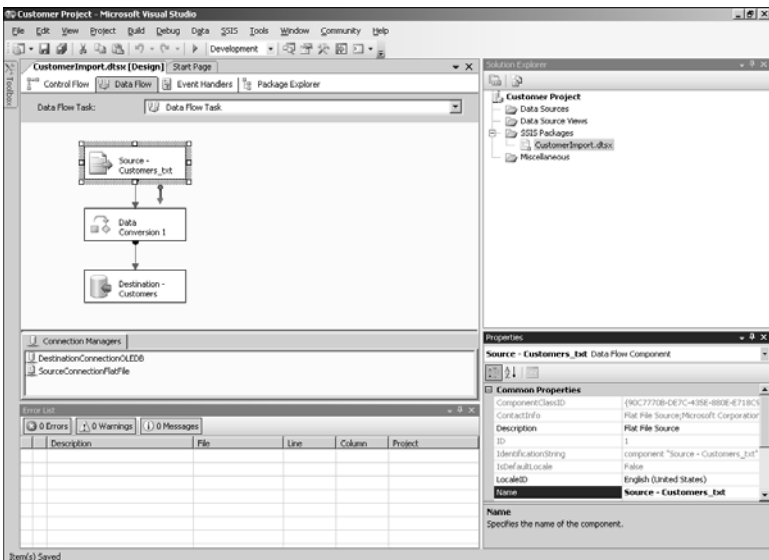 Customer Project - Microsoft Visual Studio
File Edit View Project Build Debug Data SSIS Tools Window Community Help
Development
Toolbox
CustomerImport.dtsx [Design] Start Page
Control Flow Data Flow Event Handlers Package Explorer
Data Flow Task: Data Flow Task
Source -
Customers_txt
Data
Conversion 1
Destination -
Customers
Connection Managers
DestinationConnectionOLEDB
SourceConnectionFlatFile
Error List
0 Errors 0 Warnings 0 Messages
Description File Line Column Project
Item(s) Saved
Solution Explorer
Customer Project
Data Sources
Data Source Views
SSIS Packages
CustomerImport.dtsx
Miscellaneous
Properties
Source - Customers_txt Data Flow Component
Common Properties
ComponentClassID {90C7770B-DE7C-435E-880E-E718C9
ContactInfo Flat File Source;Microsoft Corporation
Description Flat File Source
ID 1
IdentificationString component "Source - Customers_txt"
IsDefaultLocale False
LocaleID English (United States)
Name Source - Customers_txt
Name
Specifies the name of the component.